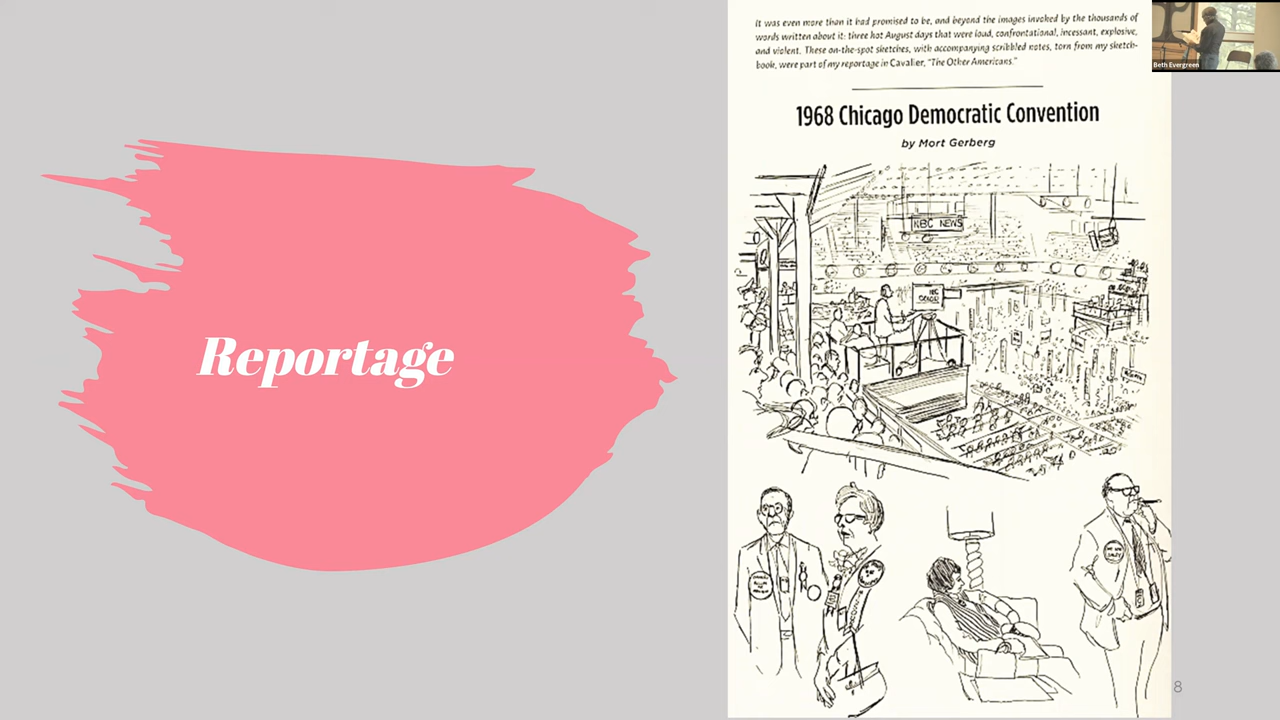 It was even more than it had promised to be, and beyond the images invoked by the thousands of
words written about it: three hot August days that were loud, confrontational, incessant, explosive,
and violent. These on-the-spot sketches, with accompanying scribbled notes, torn from my sketch-
book, were part of my reportage in Cavalier, "The Other Americans."
1968 Chicago Democratic Convention
by Mort Gerberg
NEWS
Reportage
Beth Evergreen
8